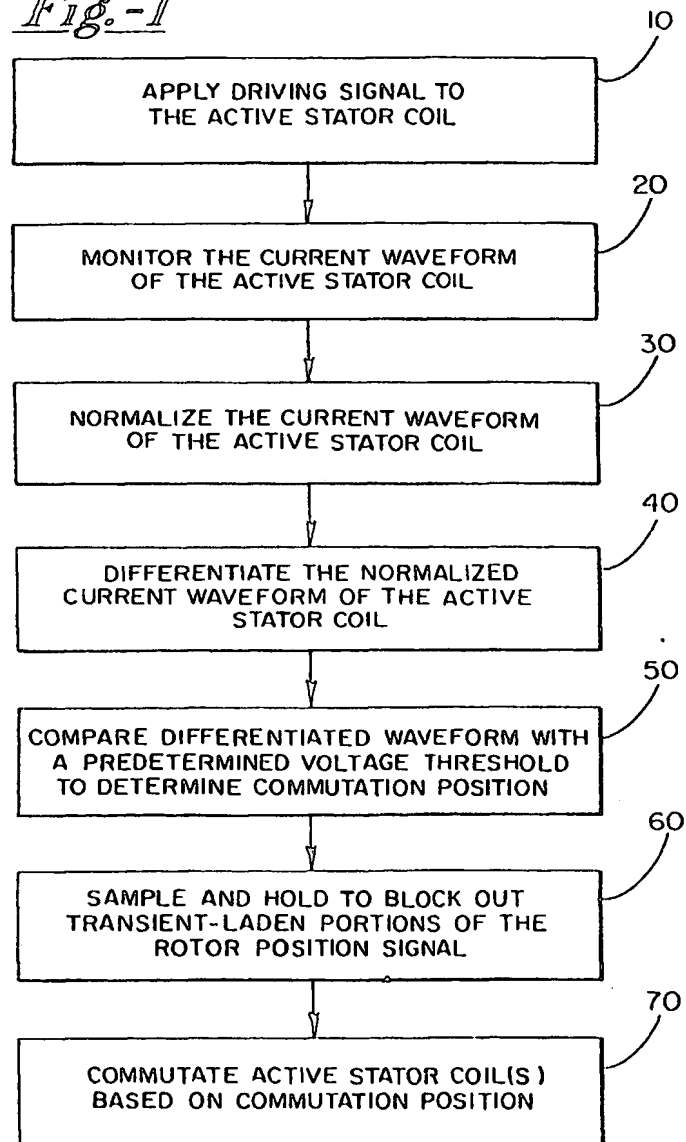 Fig.-1
10
APPLY DRIVING SIGNAL TO
THE ACTIVE STATOR COIL
20
MONITOR THE CURRENT WAVEFORM
OF THE ACTIVE STATOR COIL
30
NORMALIZE THE CURRENT WAVEFORM
OF THE ACTIVE STATOR COIL
40
DIFFERENTIATE THE NORMALIZED
CURRENT WAVEFORM OF THE ACTIVE
STATOR COIL
50
COMPARE DIFFERENTIATED WAVEFORM WITH
A PREDETERMINED VOLTAGE THRESHOLD
TO DETERMINE COMMUTATION POSITION
60
SAMPLE AND HOLD TO BLOCK OUT
TRANSIENT-LADEN PORTIONS OF THE
ROTOR POSITION SIGNAL
70
COMMUTATE ACTIVE STATOR COIL(S)
BASED ON COMMUTATION POSITION